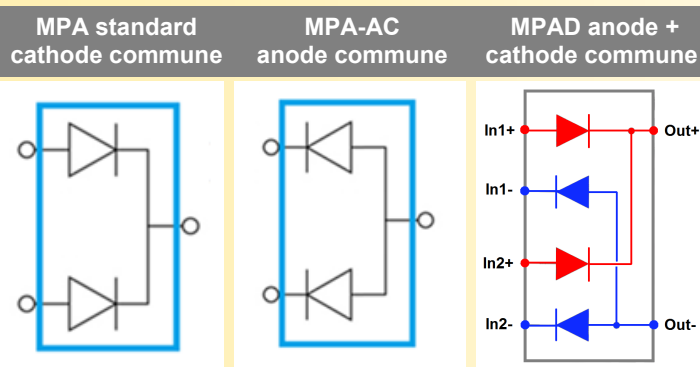 MPA standard
cathode commune
MPA-AC
anode commune
MPAD anode +
cathode commune
In1+
Out+
In1-
In2+
In2-
Out-